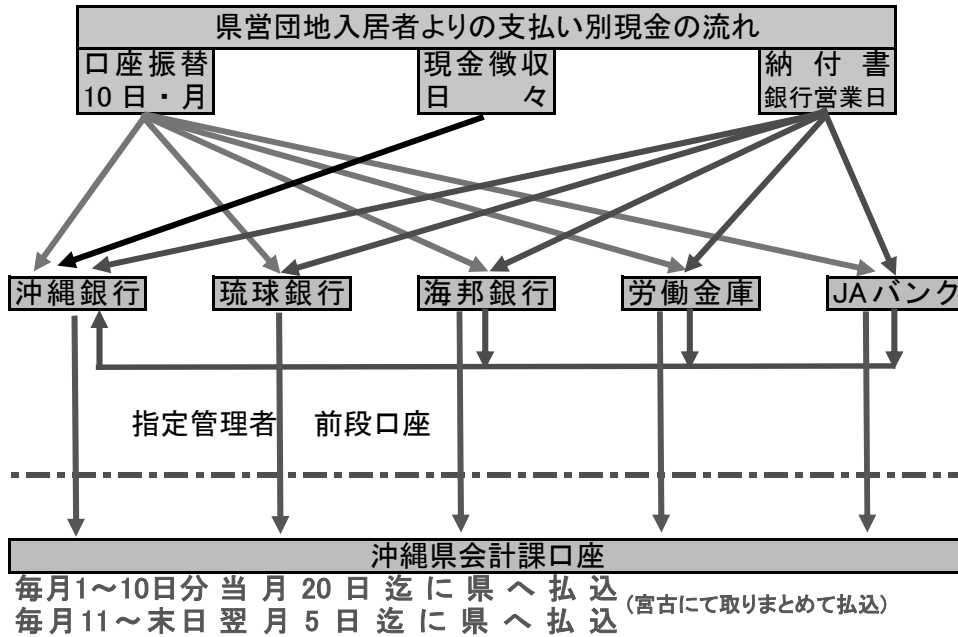 県営団地入居者よりの支払い別現金の流れ
口座振替
10日・月
現金徴収
日々
納付書
銀行営業日
沖縄銀行
琉球銀行
海邦銀行
労働金庫
JAバンク
指定管理者 前段口座
沖縄県会計課口座
毎月1～10日分 当月20日迄に県へ払込
毎月11～末日 翌月5日迄に県へ払込
(宮古にて取りまとめて払込)